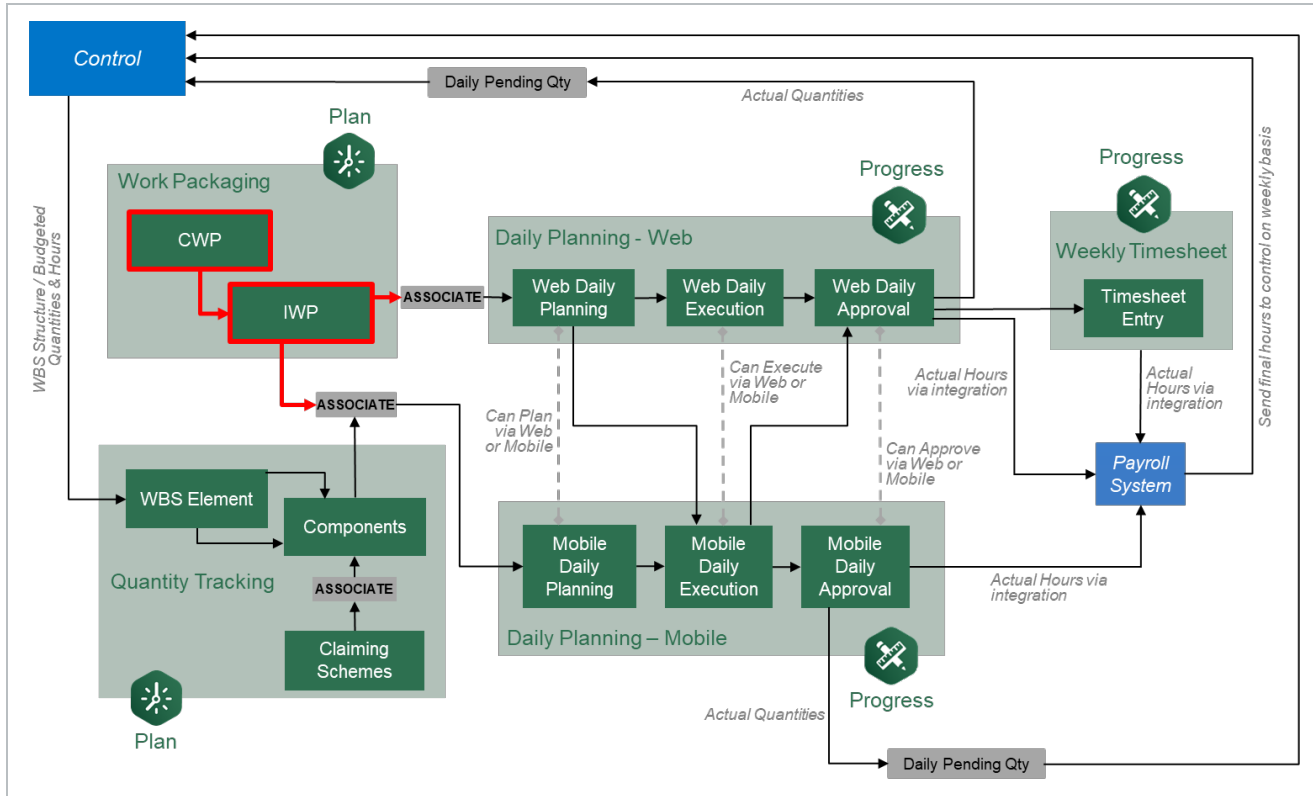 Control
Daily Pending Qty
Actual Quantities
Plan
Work Packaging
CWP
IWP
ASSOCIATE
Progress
Daily Planning - Web
Web Daily
Planning
Web Daily
Execution
Web Daily
Approval
Progress
Weekly Timesheet
Timesheet
Entry
WBS Structure / Budgeted
Quantities & Hours
Send final hours to control on weekly basis
ASSOCIATE
Can Plan
via Web
or Mobile
Can Execute
via Web or
Mobile
Actual Hours
via integration
Actual
Hours via
integration
Can Approve
via Web or
Mobile
Payroll
System
WBS Element
Components
Quantity Tracking
ASSOCIATE
Claiming
Schemes
Plan
Mobile
Daily
Planning
Mobile
Daily
Execution
Mobile
Daily
Approval
Daily Planning – Mobile
Actual Hours via
integration
Progress
Actual Quantities
Daily Pending Qty